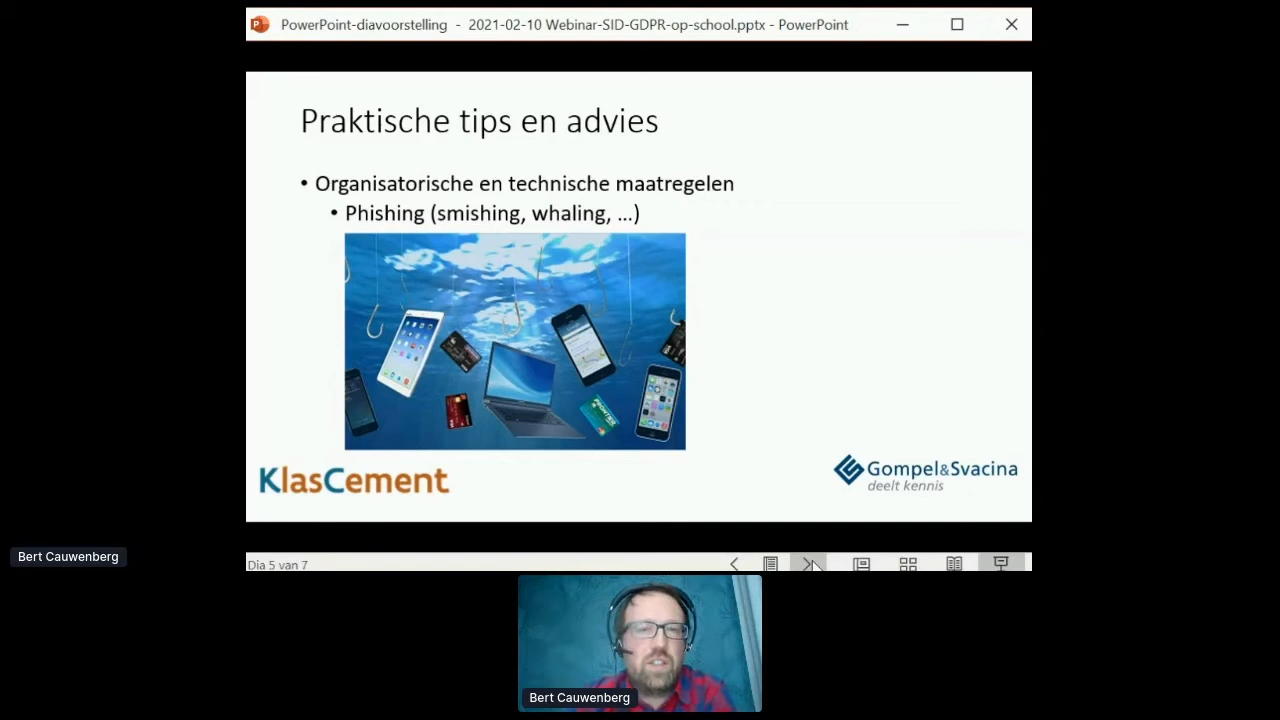 PowerPoint-diavoorstelling - 2021-02-10 Webinar-SID-GDPR-op-school.pptx - PowerPoint
Praktische tips en advies
• Organisatorische en technische maatregelen
• Phishing (smishing, whaling, ...)
KlasCement
Gompel&Svacina
deelt kennis
Bert Cauwenberg
Dia 5 van 7
Bert Cauwenberg